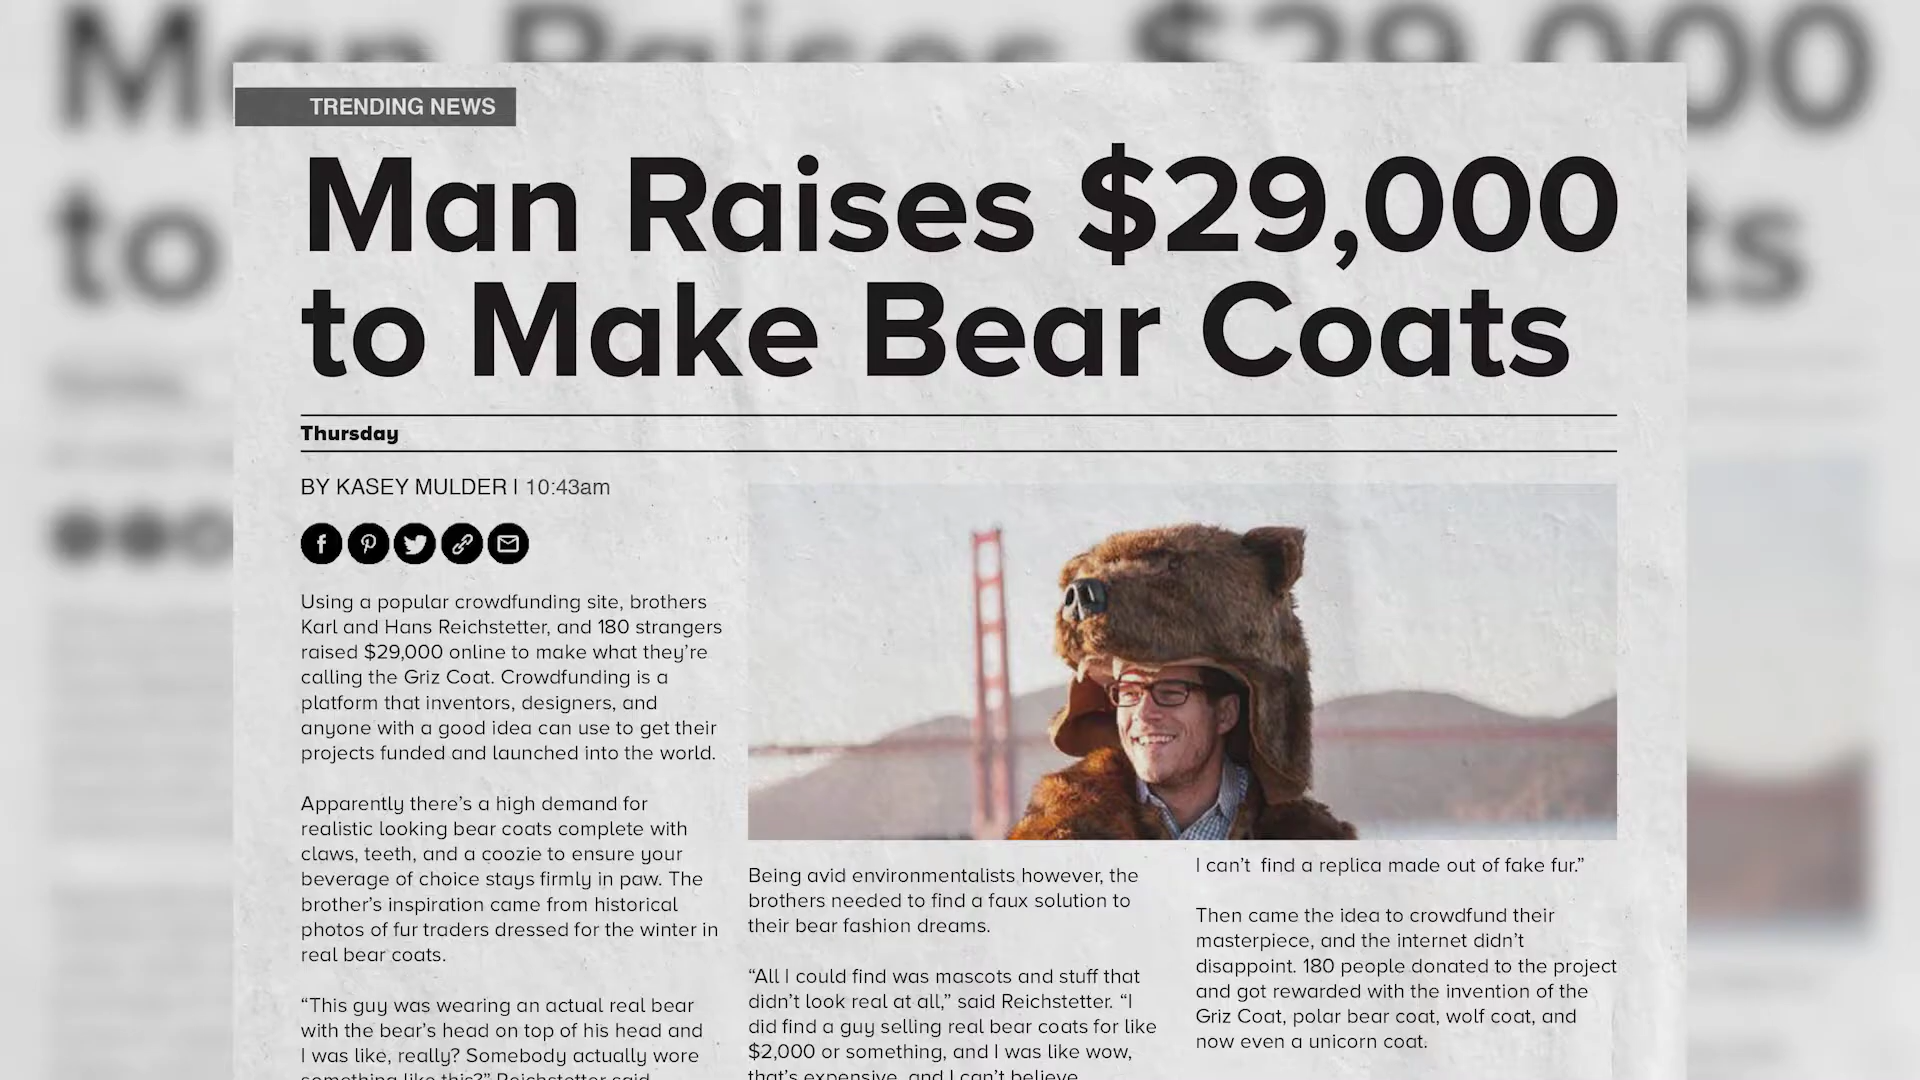 TRENDING NEWS
Man Raises $29,000
to Make Bear Coats
Thursday
BY KASEY MULDER | 10:43am
Using a popular crowdfunding site, brothers
Karl and Hans Reichstetter, and 180 strangers
raised $29,000 online to make what they’re
calling the Griz Coat. Crowdfunding is a
platform that inventors, designers, and
anyone with a good idea can use to get their
projects funded and launched into the world.
Apparently there’s a high demand for
realistic looking bear coats complete with
claws, teeth, and a coozie to ensure your
beverage of choice stays firmly in paw. The
brother’s inspiration came from historical
photos of fur traders dressed for the winter in
real bear coats.
“This guy was wearing an actual real bear
with the bear’s head on top of his head and
I was like, really? Somebody actually wore
something like this?” Reichstetter said
Being avid environmentalists however, the
brothers needed to find a faux solution to
their bear fashion dreams.
“All I could find was mascots and stuff that
didn’t look real at all,” said Reichstetter. “I
did find a guy selling real bear coats for like
$2,000 or something, and I was like wow,
that’s expensive, and I can’t believe
I can’t find a replica made out of fake fur.”
Then came the idea to crowdfund their
masterpiece, and the internet didn’t
disappoint. 180 people donated to the project
and got rewarded with the invention of the
Griz Coat, polar bear coat, wolf coat, and
now even a unicorn coat.